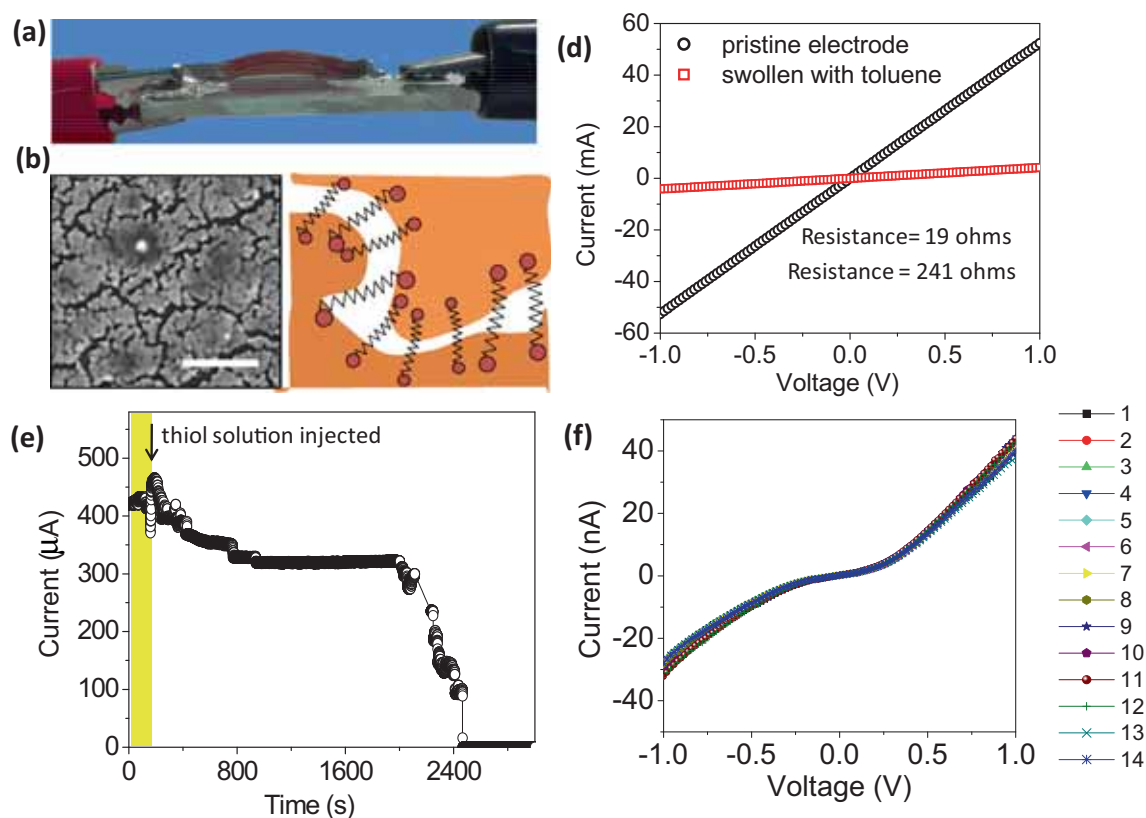 (a)
(b)
(d)
pristine electrode
swollen with toluene
Resistance= 19 ohms
Resistance = 241 ohms
Current (mA)
60
40
20
0
-20
-40
-60
-1.0 -0.5 0.0 0.5 1.0
Voltage (V)
(e)
thiol solution injected
Current (µA)
500
400
300
200
100
0
0 800 1600 2400
Time (s)
(f)
Current (nA)
40
20
0
-20
-40
-1.0 -0.5 0.0 0.5 1.0
Voltage (V)
1
2
3
4
5
6
7
8
9
10
11
12
13
14